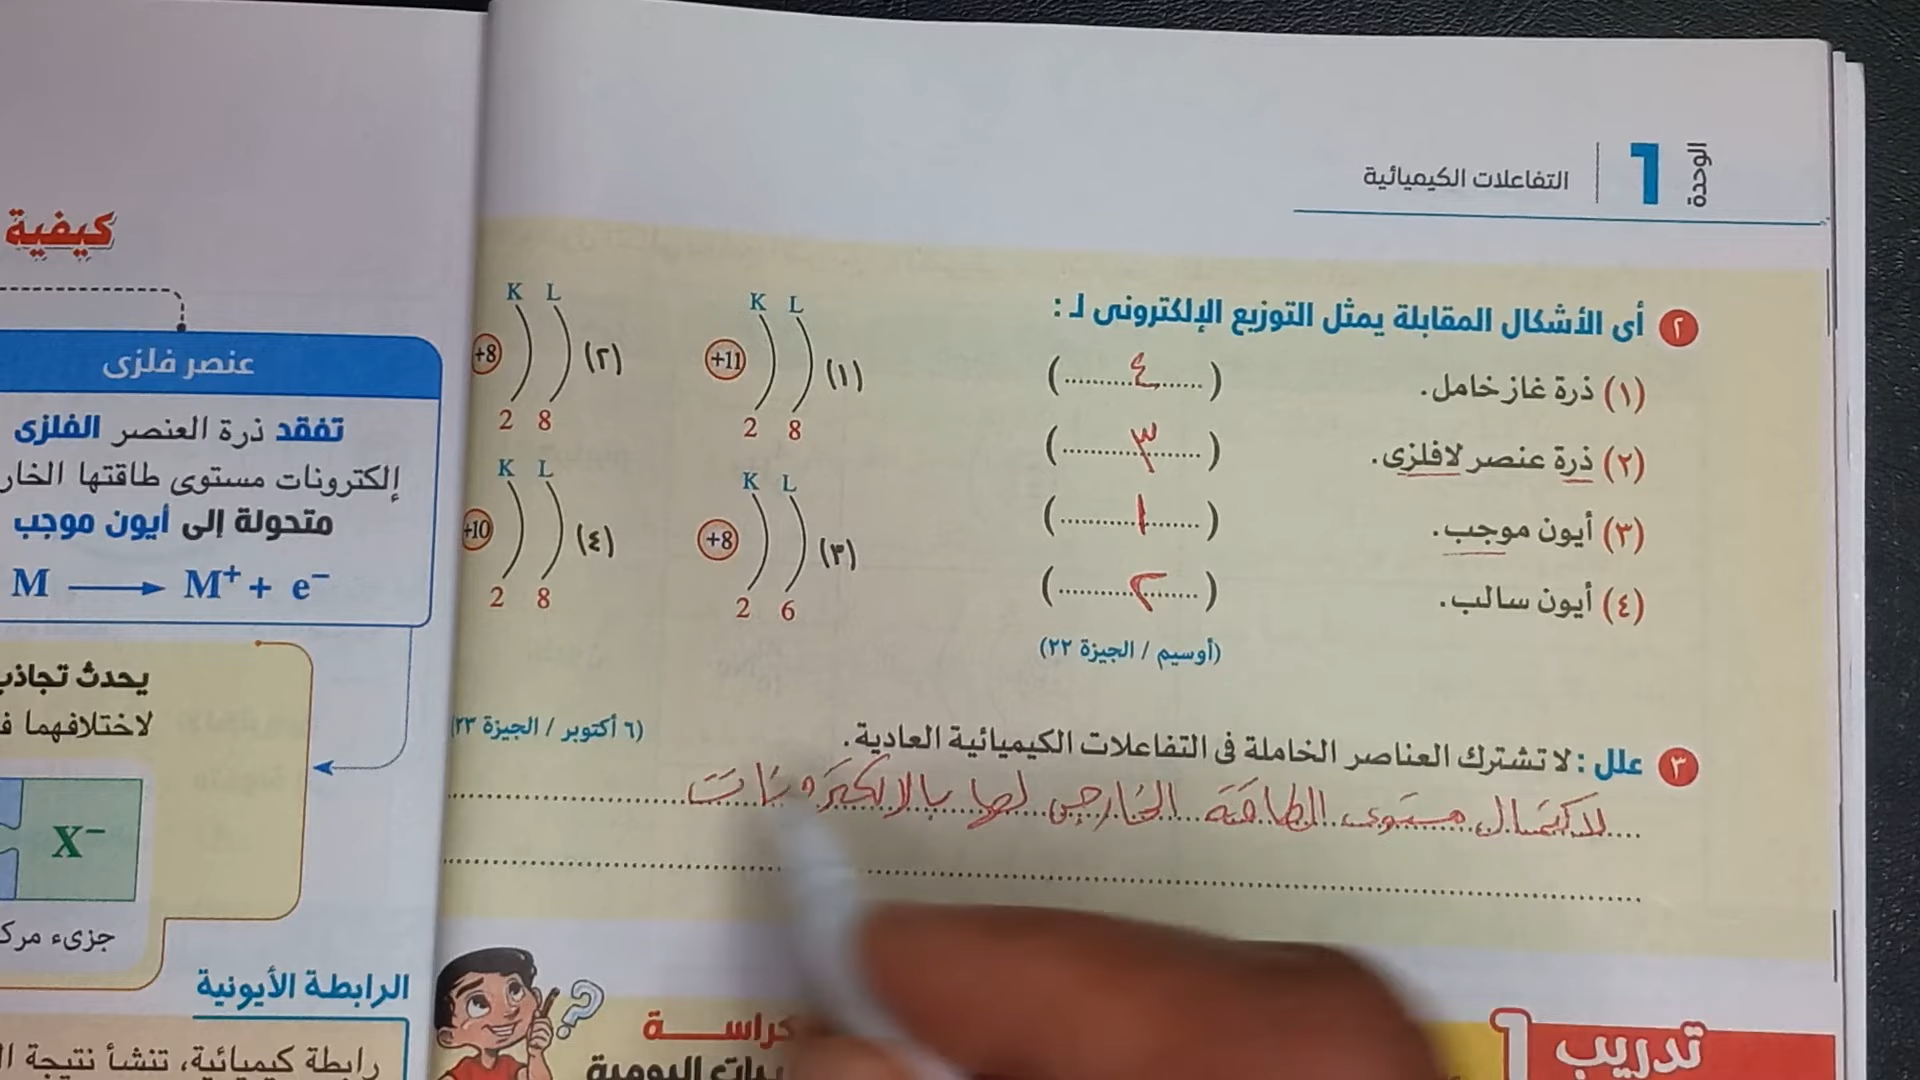 الوحدة
1
التفاعلات الكيميائية
٢ أى الأشكال المقابلة يمثل التوزيع الإلكترونى لـ :
(١) ذرة غاز خامل. (......٤......)
(٢) ذرة عنصر لافلزى. (......٣......)
(٣) أيون موجب. (......١......)
(٤) أيون سالب. (......٢......)
(أوسيم / الجيزة ٢٢)
K L
+11 (١)
2 8
K L
+8 (٢)
2 8
K L
+8 (٣)
2 6
K L
+10 (٤)
2 8
٣ علل : لا تشترك العناصر الخاملة فى التفاعلات الكيميائية العادية. (٦ أكتوبر / الجيزة ٢٣)
لاكتمال مستوى الطاقة الخارجى لها بالالكترونات
تدريب 1
كراسة
اليومية
كيفية
عنصر فلزى
تفقد ذرة العنصر الفلزى
إلكترونات مستوى طاقتها
متحولة إلى أيون موجب
M → M⁺ + e⁻
يحدث تجاذب
لاختلافهما
X⁻
جزىء
الرابطة الأيونية
رابطة كيميائية، تنشأ نتيجة